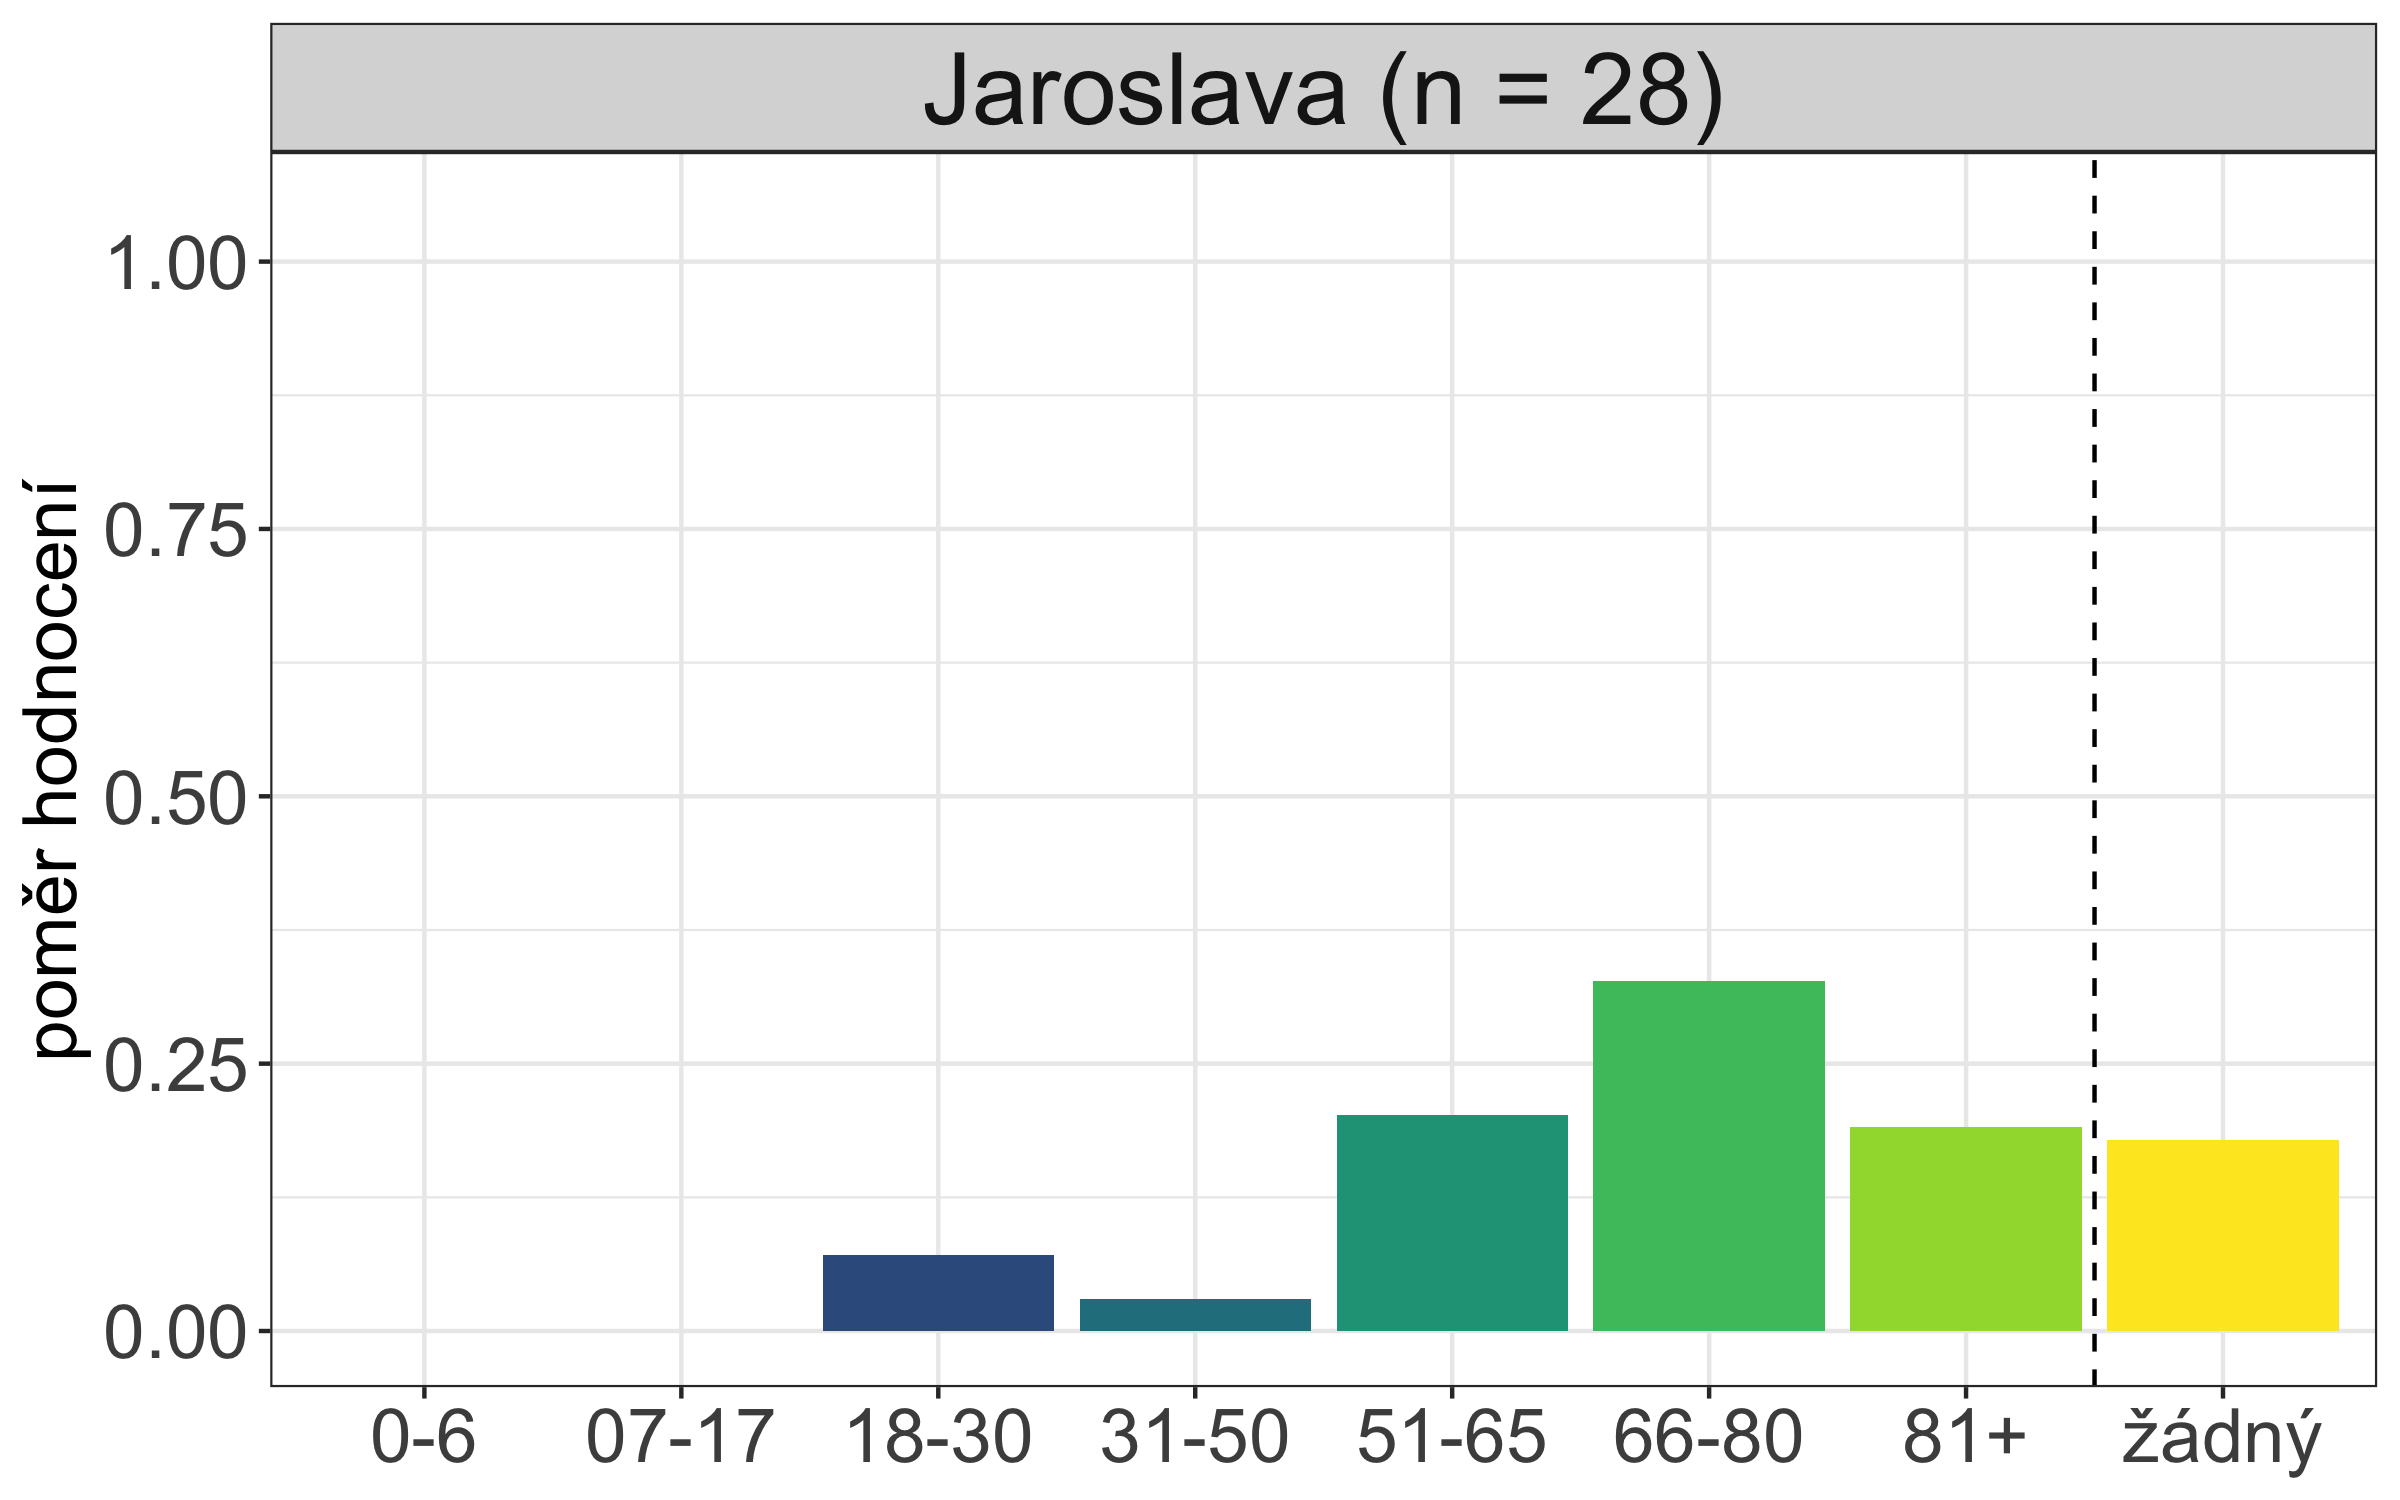 Jaroslava (n = 28)
poměr hodnocení
1.00
0.75
0.50
0.25
0.00
0-6 07-17 18-30 31-50 51-65 66-80 81+ žádný